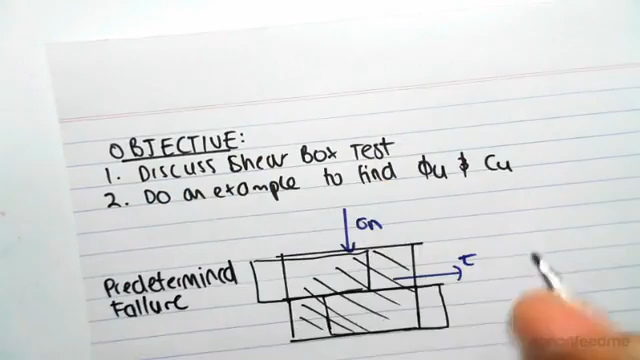 OBJECTIVE:
1. Discuss Shear Box Test
2. Do an example to find ϕu & Cu
σn
τ
Predetermined
Failure